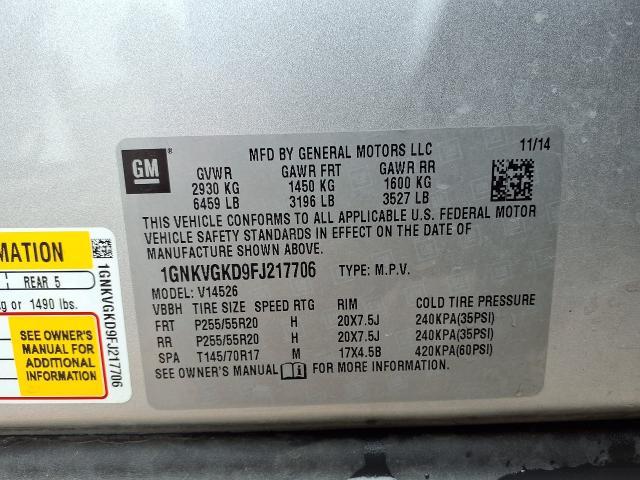 GM
MFD BY GENERAL MOTORS LLC 11/14
GVWR GAWR FRT GAWR RR
2930 KG 1450 KG 1600 KG
6459 LB 3196 LB 3527 LB
THIS VEHICLE CONFORMS TO ALL APPLICABLE U.S. FEDERAL MOTOR
VEHICLE SAFETY STANDARDS IN EFFECT ON THE DATE OF
MANUFACTURE SHOWN ABOVE.
1GNKVGKD9FJ217706 TYPE: M.P.V.
MODEL: V14526
VBBH TIRE SIZE SPEED RTG RIM COLD TIRE PRESSURE
FRT P255/55R20 H 20X7.5J 240KPA(35PSI)
RR P255/55R20 H 20X7.5J 240KPA(35PSI)
SPA T145/70R17 M 17X4.5B 420KPA(60PSI)
SEE OWNER'S MANUAL FOR MORE INFORMATION.
MATION
REAR 5
g or 1490 lbs.
SEE OWNER'S
MANUAL FOR
ADDITIONAL
INFORMATION
1GNKVGKD9FJ217706